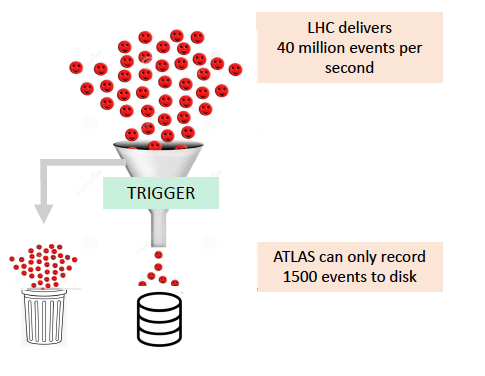 LHC delivers
40 million events per
second
TRIGGER
ATLAS can only record
1500 events to disk